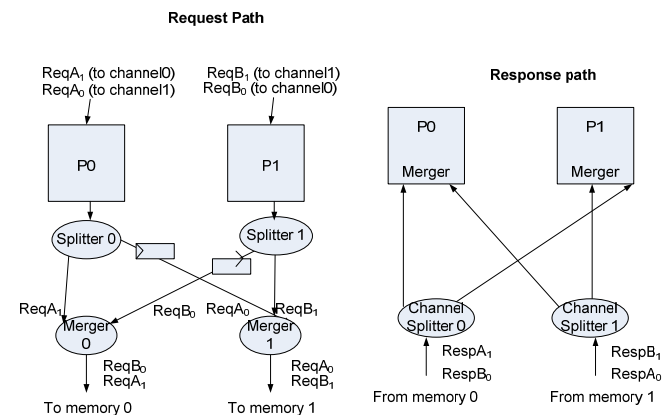 Request Path
ReqA₁ (to channel0)
ReqA₀ (to channel1)
ReqB₁ (to channel1)
ReqB₀ (to channel0)
P0
P1
Splitter 0
Splitter 1
ReqA₁
ReqB₀
ReqA₀
ReqB₁
Merger
0
Merger
1
ReqB₀
ReqA₁
ReqA₀
ReqB₁
To memory 0
To memory 1
Response path
P0
Merger
P1
Merger
Channel
Splitter 0
Channel
Splitter 1
RespA₁
RespB₀
RespB₁
RespA₀
From memory 0
From memory 1